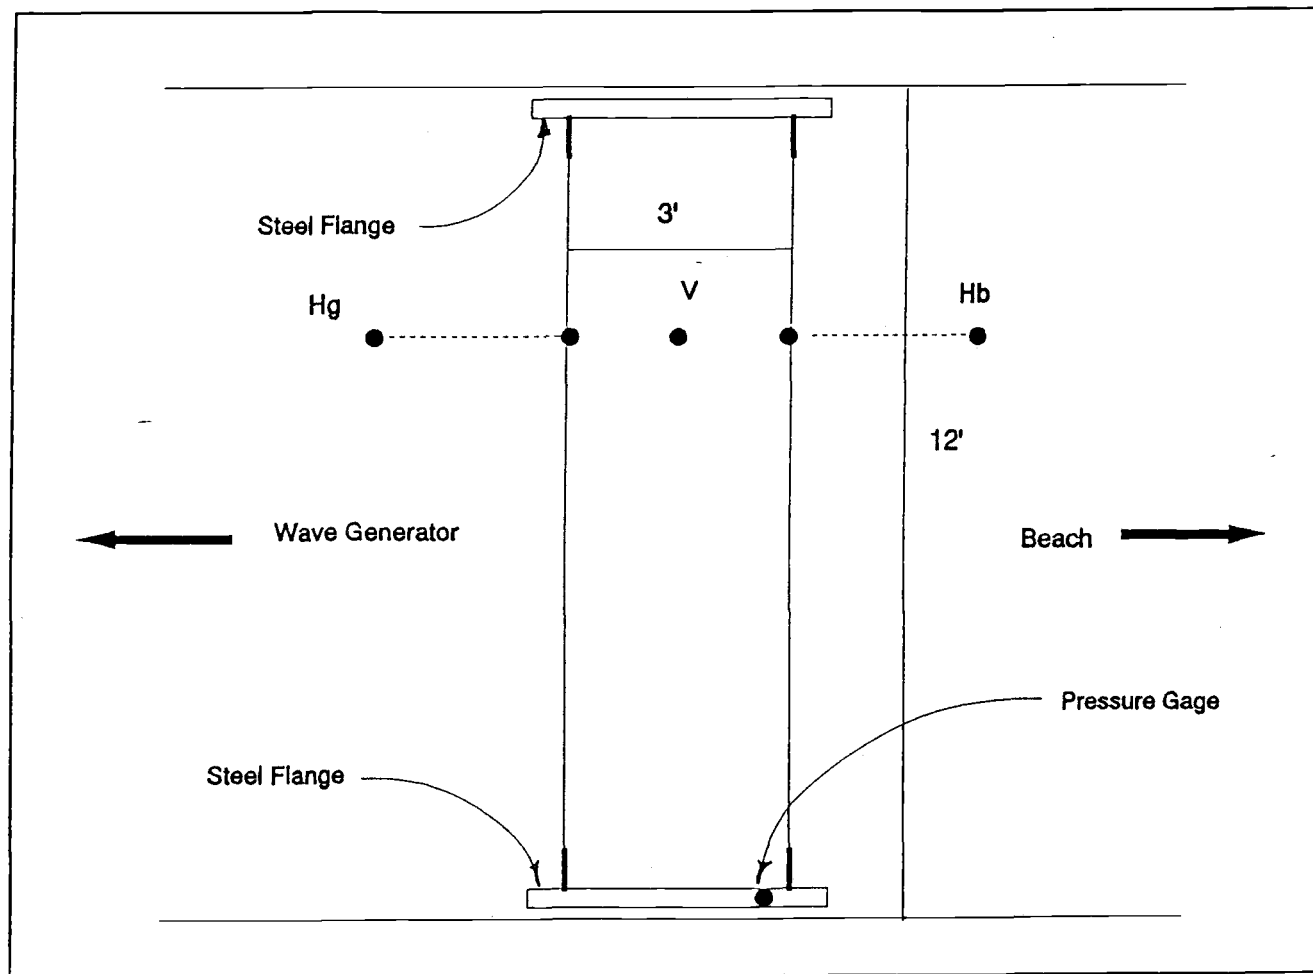 Steel Flange
3'
V
Hg
Hb
12'
Wave Generator
Beach
Pressure Gage
Steel Flange